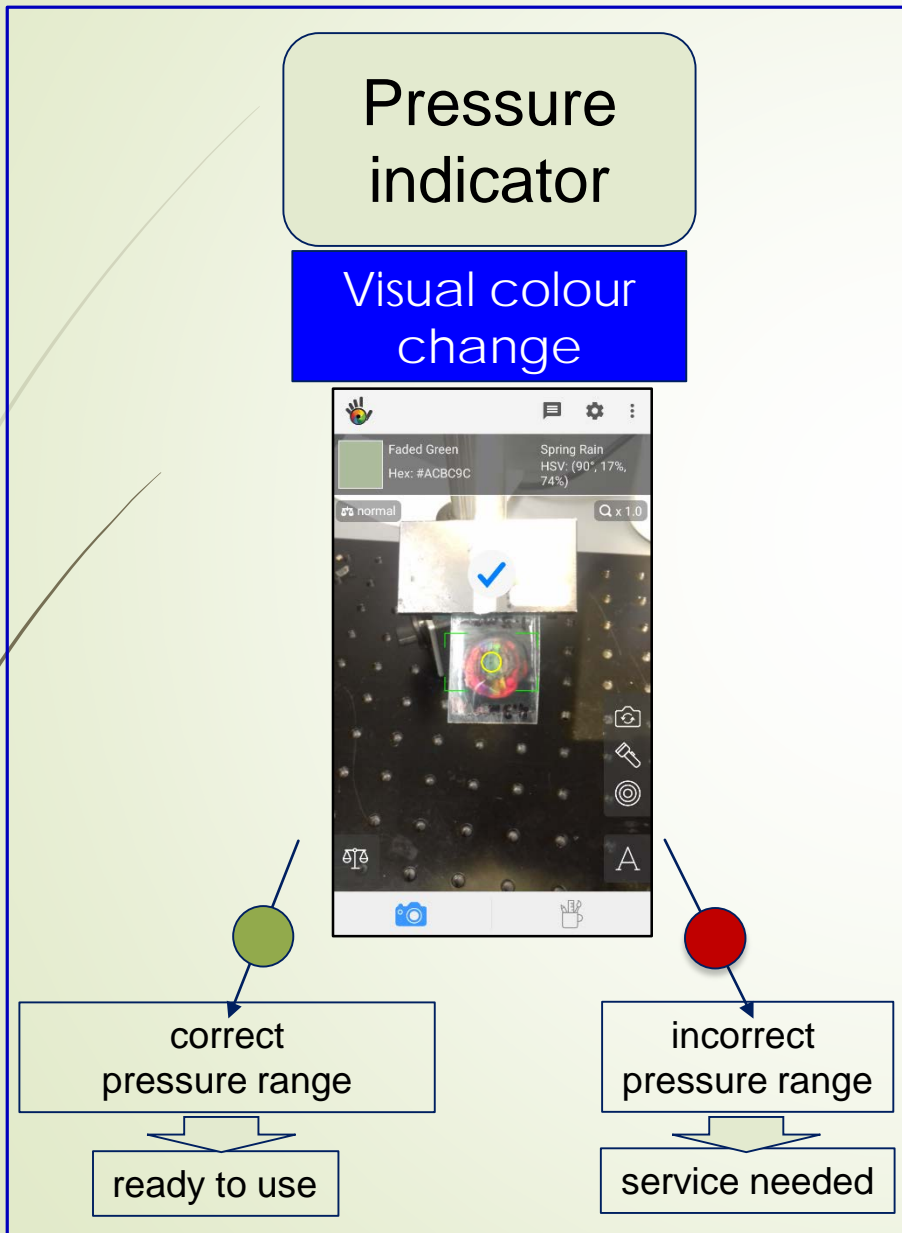 Pressure
indicator
Visual colour
change
Faded Green
Hex: #ACBC9C
Spring Rain
HSV: (90°, 17%,
74%)
normal
x 1.0
A
correct
pressure range
incorrect
pressure range
ready to use
service needed